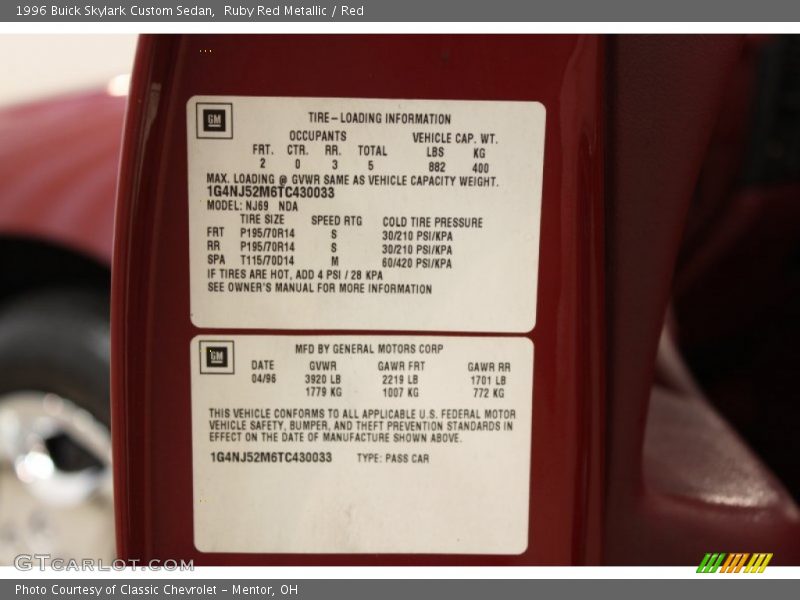 1996 Buick Skylark Custom Sedan,  Ruby Red Metallic / Red
GM
TIRE-LOADING INFORMATION
OCCUPANTS VEHICLE CAP. WT.
FRT. CTR. RR. TOTAL LBS KG
2 0 3 5 882 400
MAX. LOADING @ GVWR SAME AS VEHICLE CAPACITY WEIGHT.
1G4NJ52M6TC430033
MODEL: NJ69 NDA
TIRE SIZE SPEED RTG COLD TIRE PRESSURE
FRT P195/70R14 S 30/210 PSI/KPA
RR P195/70R14 S 30/210 PSI/KPA
SPA T115/70D14 M 60/420 PSI/KPA
IF TIRES ARE HOT, ADD 4 PSI / 28 KPA
SEE OWNER'S MANUAL FOR MORE INFORMATION
GM
MFD BY GENERAL MOTORS CORP
DATE GVWR GAWR FRT GAWR RR
04/96 3920 LB 2219 LB 1701 LB
1779 KG 1007 KG 772 KG
THIS VEHICLE CONFORMS TO ALL APPLICABLE U.S. FEDERAL MOTOR
VEHICLE SAFETY, BUMPER, AND THEFT PREVENTION STANDARDS IN
EFFECT ON THE DATE OF MANUFACTURE SHOWN ABOVE.
1G4NJ52M6TC430033 TYPE: PASS CAR
GTCARLOT.COM
Photo Courtesy of Classic Chevrolet - Mentor, OH